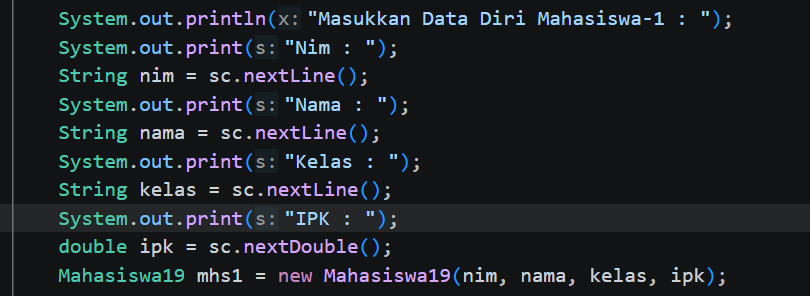 System.out.println(x: "Masukkan Data Diri Mahasiswa-1 : ");
System.out.print(s: "Nim : ");
String nim = sc.nextLine();
System.out.print(s: "Nama : ");
String nama = sc.nextLine();
System.out.print(s: "Kelas : ");
String kelas = sc.nextLine();
System.out.print(s: "IPK : ");
double ipk = sc.nextDouble();
Mahasiswa19 mhs1 = new Mahasiswa19(nim, nama, kelas, ipk);